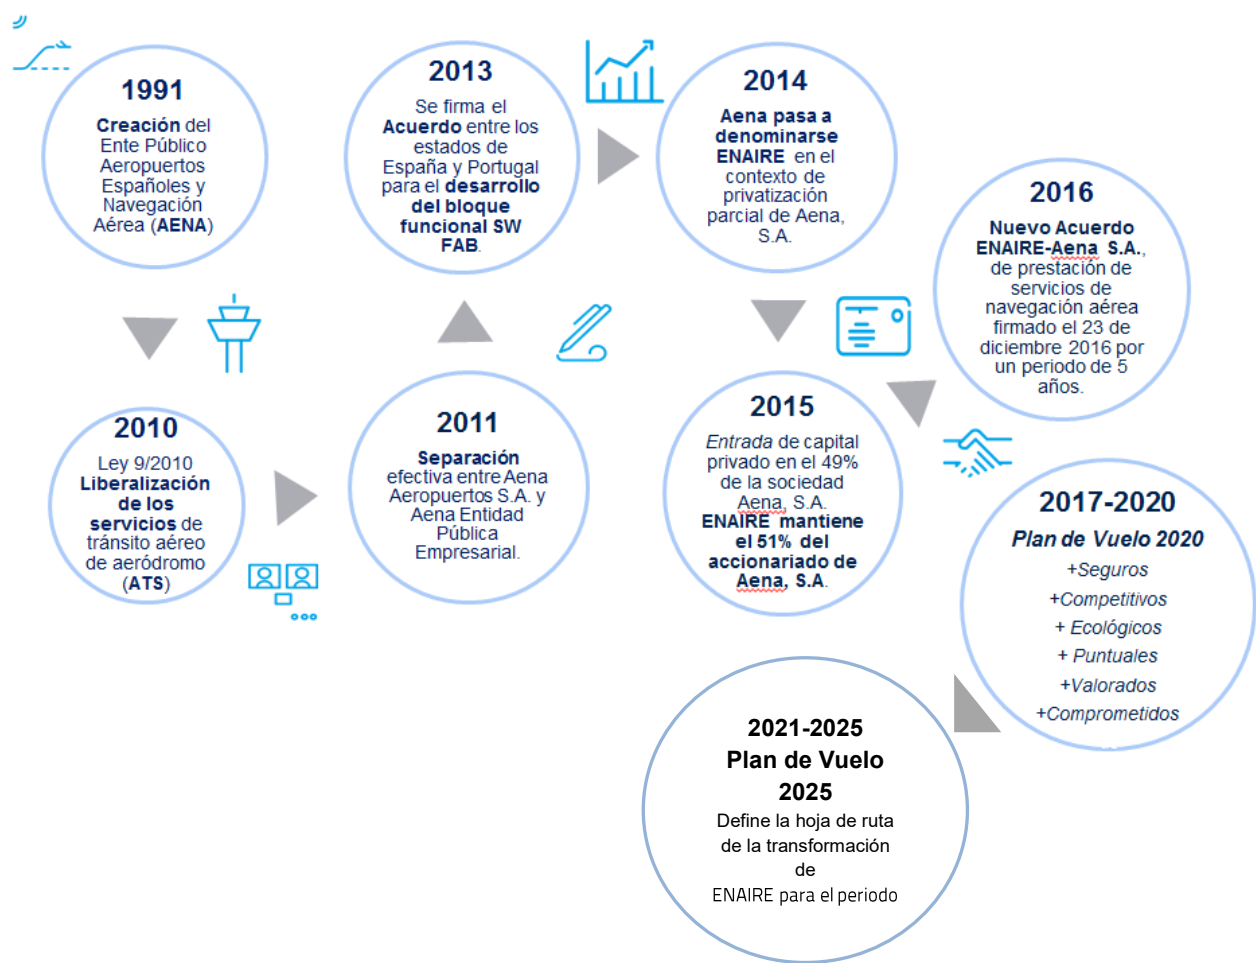 1991
Creación del
Ente Público
Aeropuertos
Españoles y
Navegación
Aérea (AENA)
2010
Ley 9/2010
Liberalización
de los
servicios de
tránsito aéreo
de aeródromo
(ATS)
2011
Separación
efectiva entre Aena
Aeropuertos S.A. y
Aena Entidad
Pública
Empresarial.
2013
Se firma el
Acuerdo entre los
estados de
España y Portugal
para el desarrollo
del bloque
funcional SW
FAB.
2014
Aena pasa a
denominarse
ENAIRE en el
contexto de
privatización
parcial de Aena,
S.A.
2015
Entrada de capital
privado en el 49%
de la sociedad
Aena, S.A.
ENAIRE mantiene
el 51% del
accionariado de
Aena, S.A.
2016
Nuevo Acuerdo
ENAIRE-Aena S.A.,
de prestación de
servicios de
navegación aérea
firmado el 23 de
diciembre 2016 por
un periodo de 5
años.
2017-2020
Plan de Vuelo 2020
+Seguros
+Competitivos
+ Ecológicos
+ Puntuales
+Valorados
+Comprometidos
2021-2025
Plan de Vuelo
2025
Define la hoja de ruta
de la transformación
de
ENAIRE para el periodo